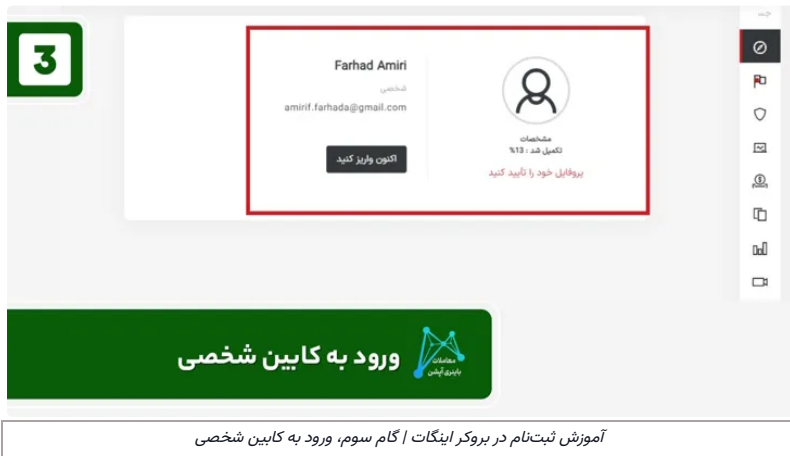 3
Farhad Amiri
شخصی
amirif.farhada@gmail.com
اکنون واریز کنید
مشخصات
تکمیل شد : 13%
پروفایل خود را تأیید کنید
ورود به کابین شخصی
معاملات
باینری آپشن
آموزش ثبت‌نام در بروکر اینگات | گام سوم، ورود به کابین شخصی